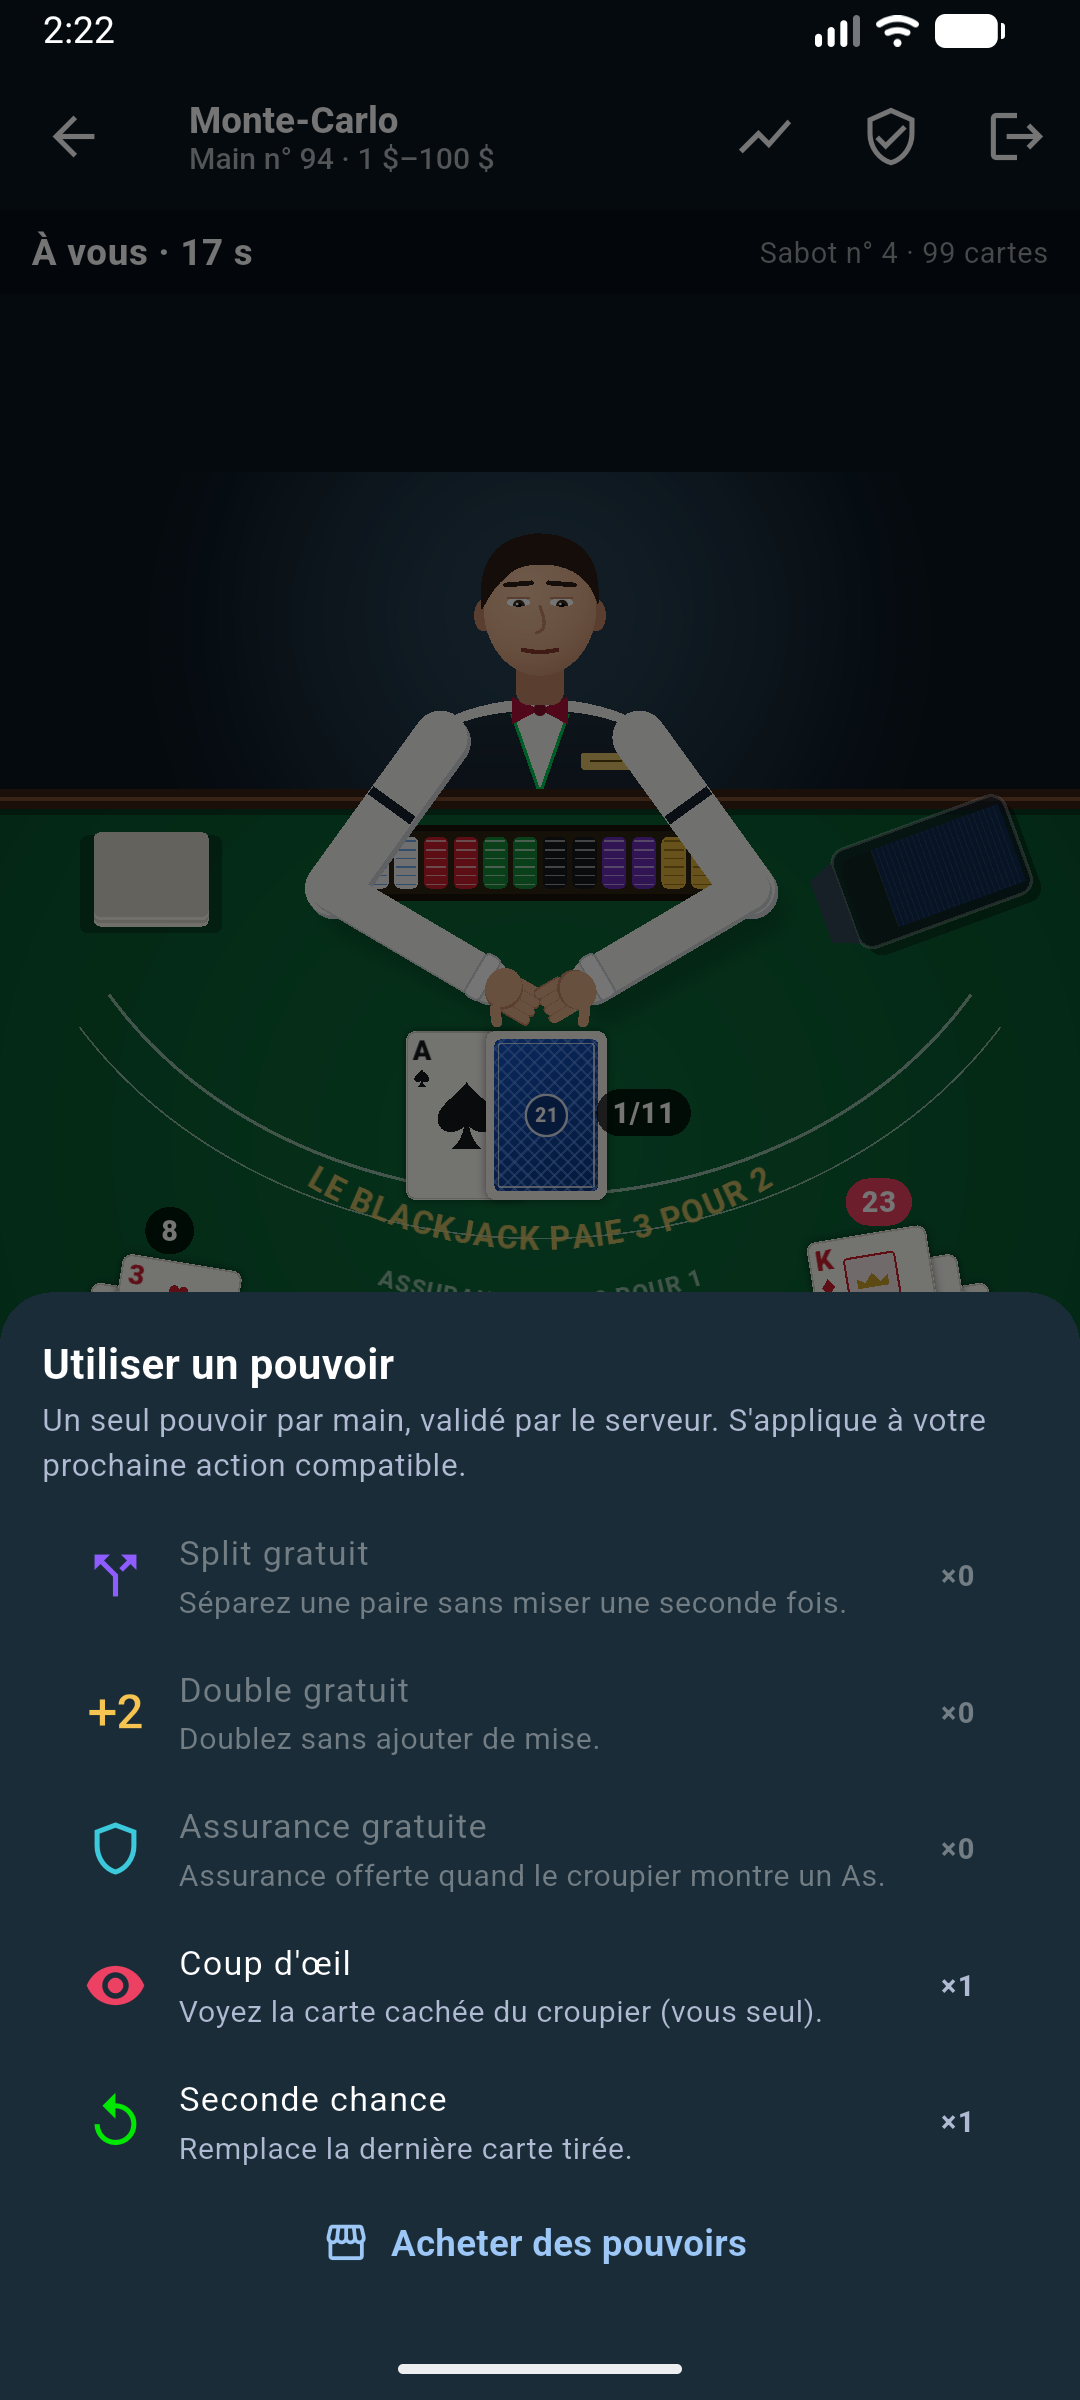 2:22
Monte-Carlo
Main n° 94 · 1 $–100 $
À vous · 17 s
Sabot n° 4 · 99 cartes
A
21
1/11
LE BLACKJACK PAIE 3 POUR 2
23
8
3
K
POUR 1
Utiliser un pouvoir
Un seul pouvoir par main, validé par le serveur. S'applique à votre
prochaine action compatible.
Split gratuit
Séparez une paire sans miser une seconde fois.
×0
+2
Double gratuit
Doublez sans ajouter de mise.
×0
Assurance gratuite
Assurance offerte quand le croupier montre un As.
×0
Coup d'œil
Voyez la carte cachée du croupier (vous seul).
×1
Seconde chance
Remplace la dernière carte tirée.
×1
Acheter des pouvoirs